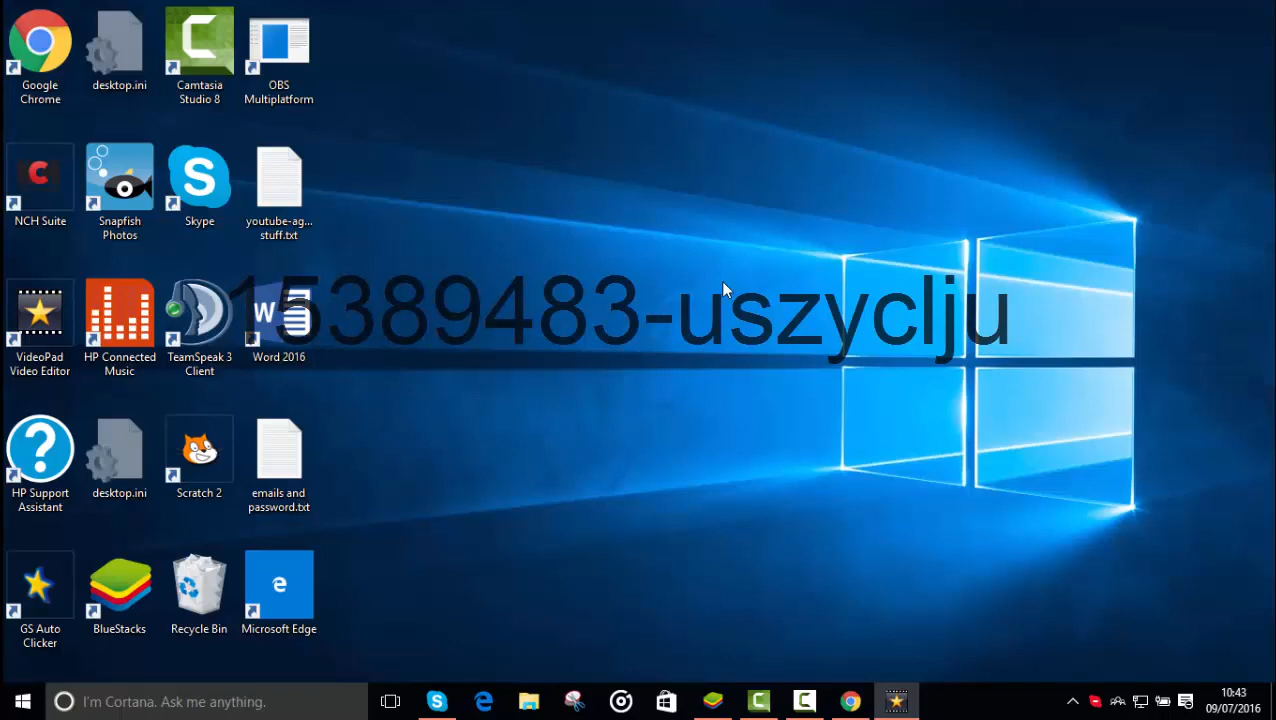 Google
Chrome
desktop.ini
Camtasia
Studio 8
OBS
Multiplatform
NCH Suite
Snapfish
Photos
Skype
youtube-ag...
stuff.txt
15389483-uszyclju
VideoPad
Video Editor
HP Connected
Music
TeamSpeak 3
Client
Word 2016
HP Support
Assistant
desktop.ini
Scratch 2
emails and
password.txt
GS Auto
Clicker
BlueStacks
Recycle Bin
Microsoft Edge
I'm Cortana. Ask me anything.
10:43
09/07/2016